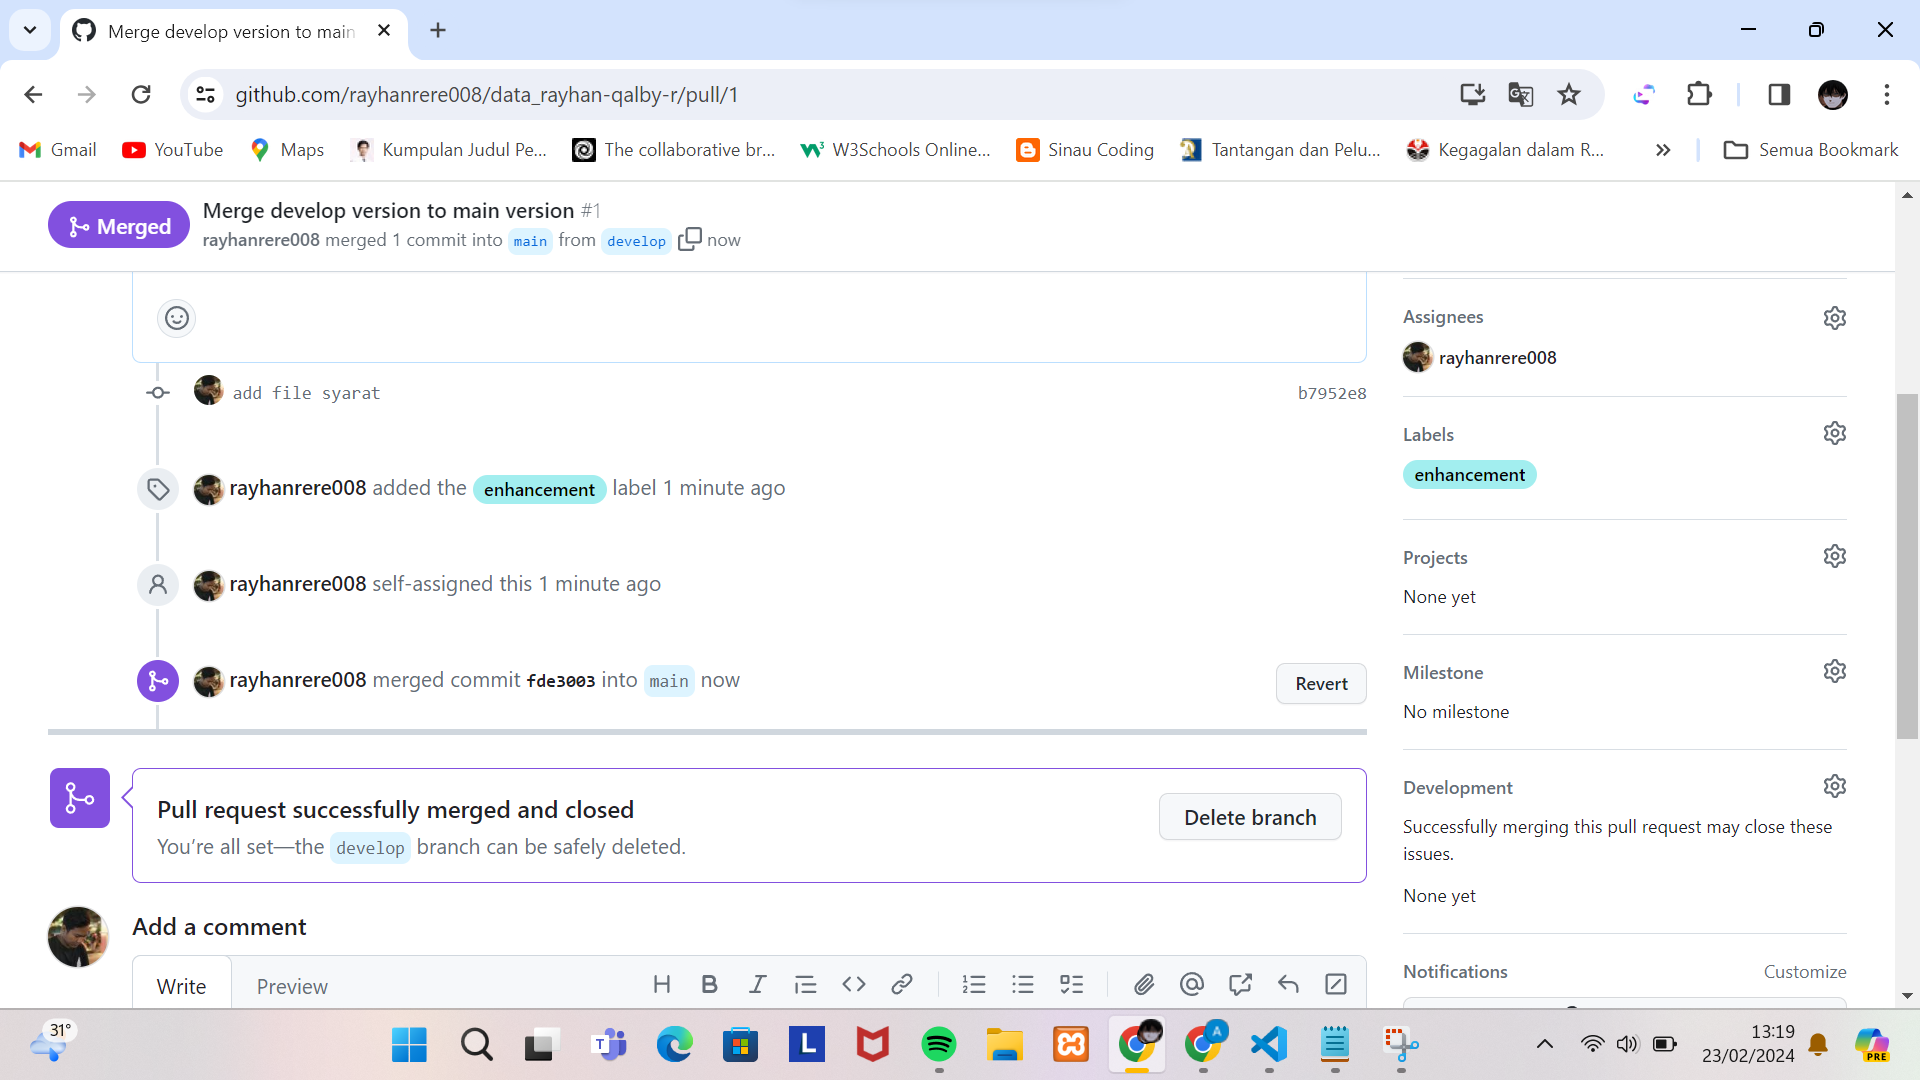 Merge develop version to main
github.com/rayhanrere008/data_rayhan-qalby-r/pull/1
Gmail
YouTube
Maps
Kumpulan Judul Pe...
The collaborative br...
W3Schools Online...
Sinau Coding
Tantangan dan Pelu...
Kegagalan dalam R...
»
Semua Bookmark
Merged
Merge develop version to main version #1
rayhanrere008 merged 1 commit into main from develop now
add file syarat b7952e8
rayhanrere008 added the enhancement label 1 minute ago
rayhanrere008 self-assigned this 1 minute ago
rayhanrere008 merged commit fde3003 into main now
Revert
Pull request successfully merged and closed
You’re all set—the develop branch can be safely deleted.
Delete branch
Add a comment
Write
Preview
Assignees
rayhanrere008
Labels
enhancement
Projects
None yet
Milestone
No milestone
Development
Successfully merging this pull request may close these
issues.
None yet
Notifications
Customize
31°
13:19
23/02/2024
PRE